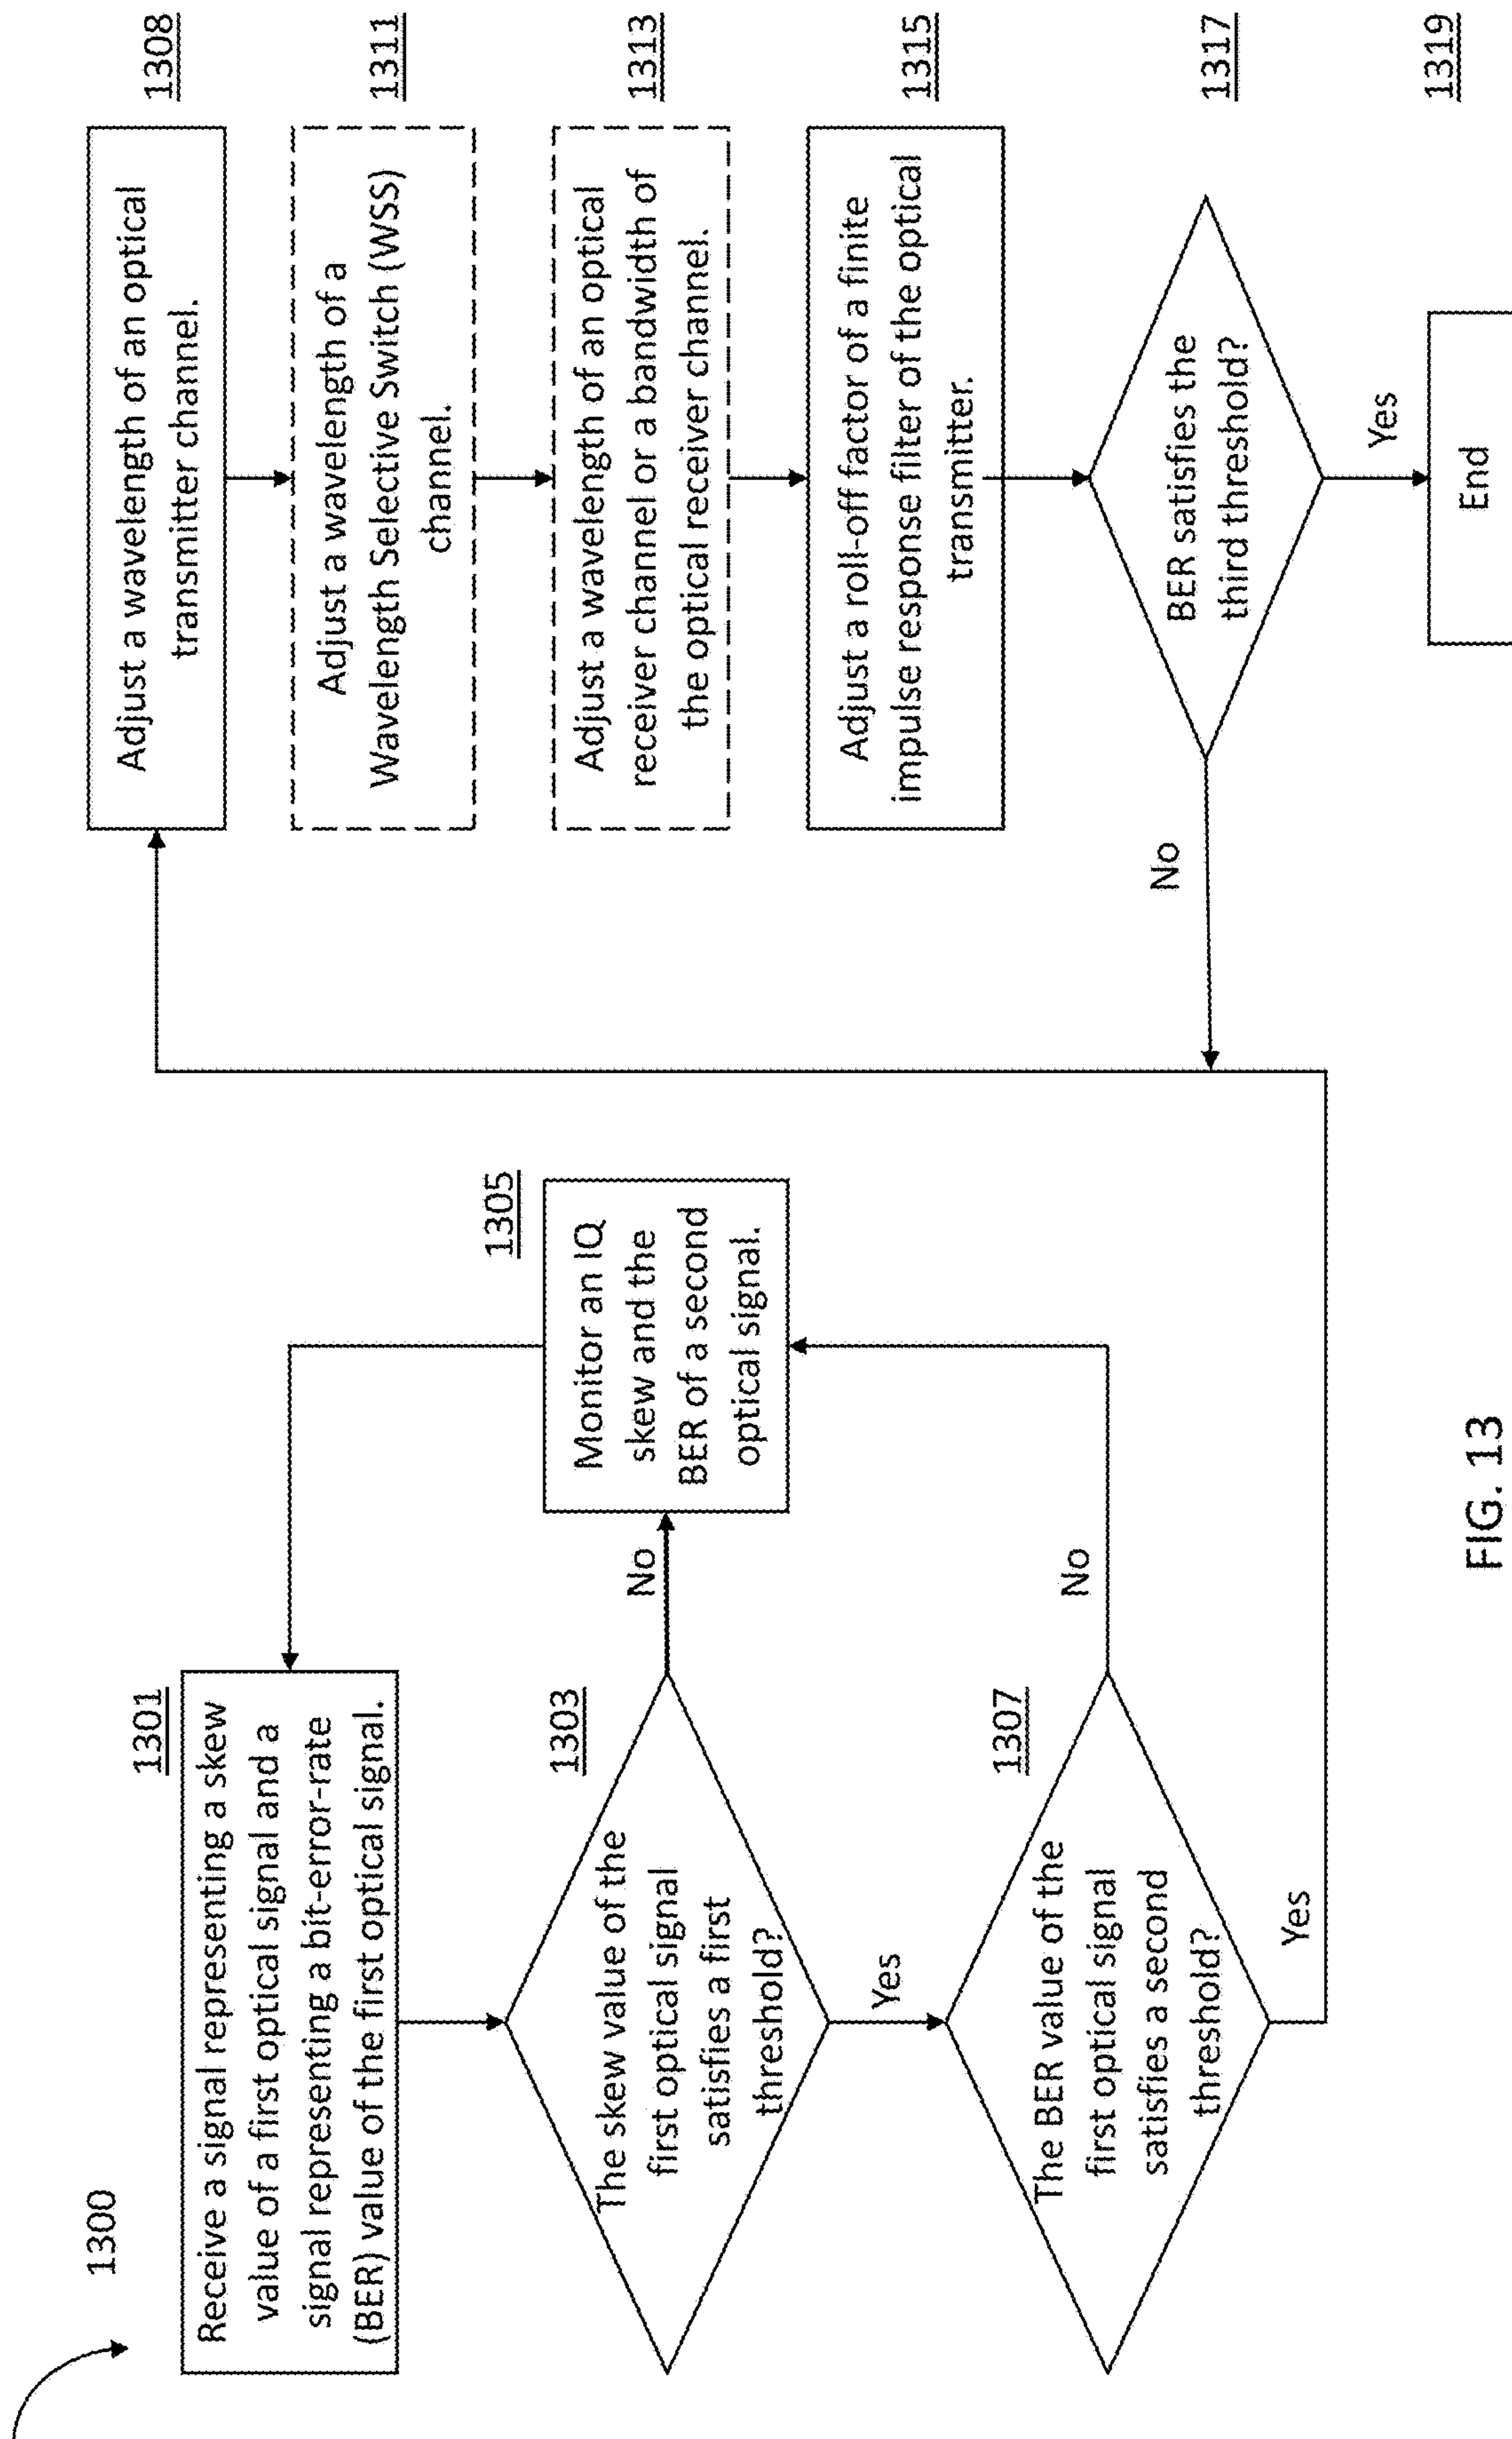 1300
1301
Receive a signal representing a skew
value of a first optical signal and a
signal representing a bit-error-rate
(BER) value of the first optical signal.
1303
The skew value of the
first optical signal
satisfies a first
threshold?
No
Yes
1305
Monitor an IQ
skew and the
BER of a second
optical signal.
1307
The BER value of the
first optical signal
satisfies a second
threshold?
No
Yes
1308
Adjust a wavelength of an optical
transmitter channel.
1311
Adjust a wavelength of a
Wavelength Selective Switch (WSS)
channel.
1313
Adjust a wavelength of an optical
receiver channel or a bandwidth of
the optical receiver channel.
1315
Adjust a roll-off factor of a finite
impulse response filter of the optical
transmitter.
1317
BER satisfies the
third threshold?
No
Yes
1319
End
FIG. 13